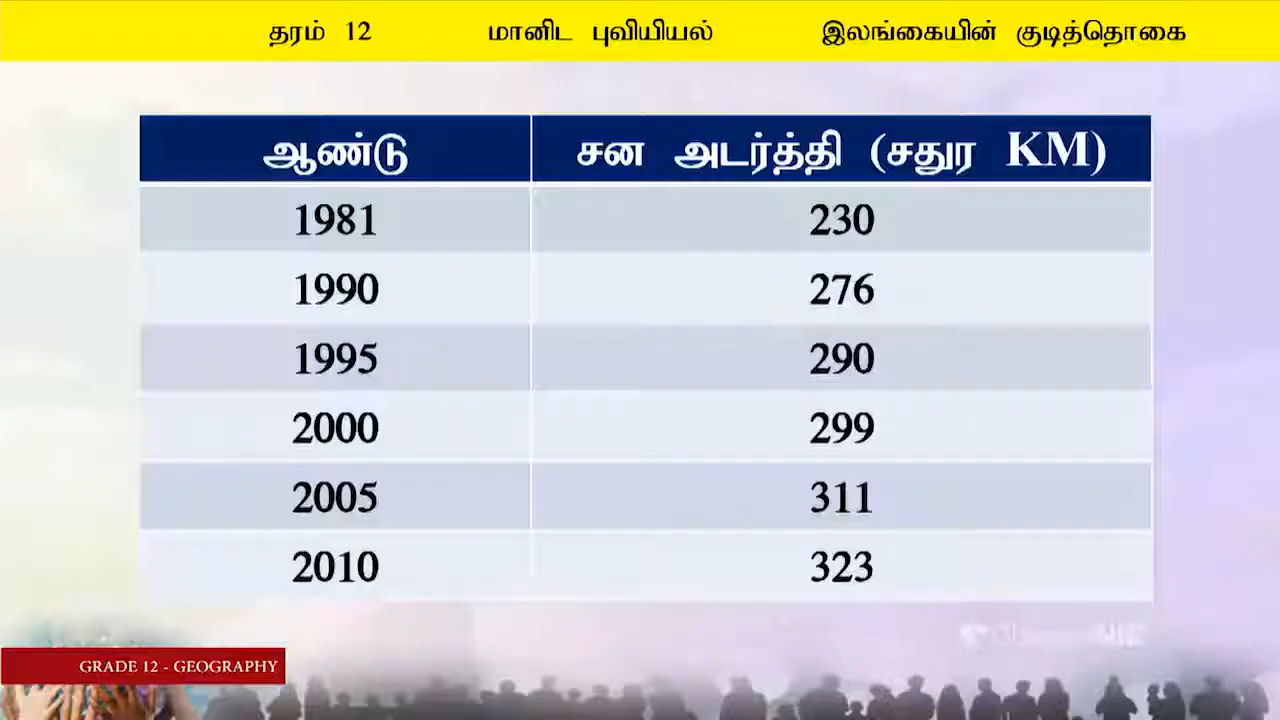 தரம் 12 மானிட புவியியல் இலங்கையின் குடித்தொகை
ஆண்டு சன அடர்த்தி (சதுர KM)
1981 230
1990 276
1995 290
2000 299
2005 311
2010 323
GRADE 12 - GEOGRAPHY